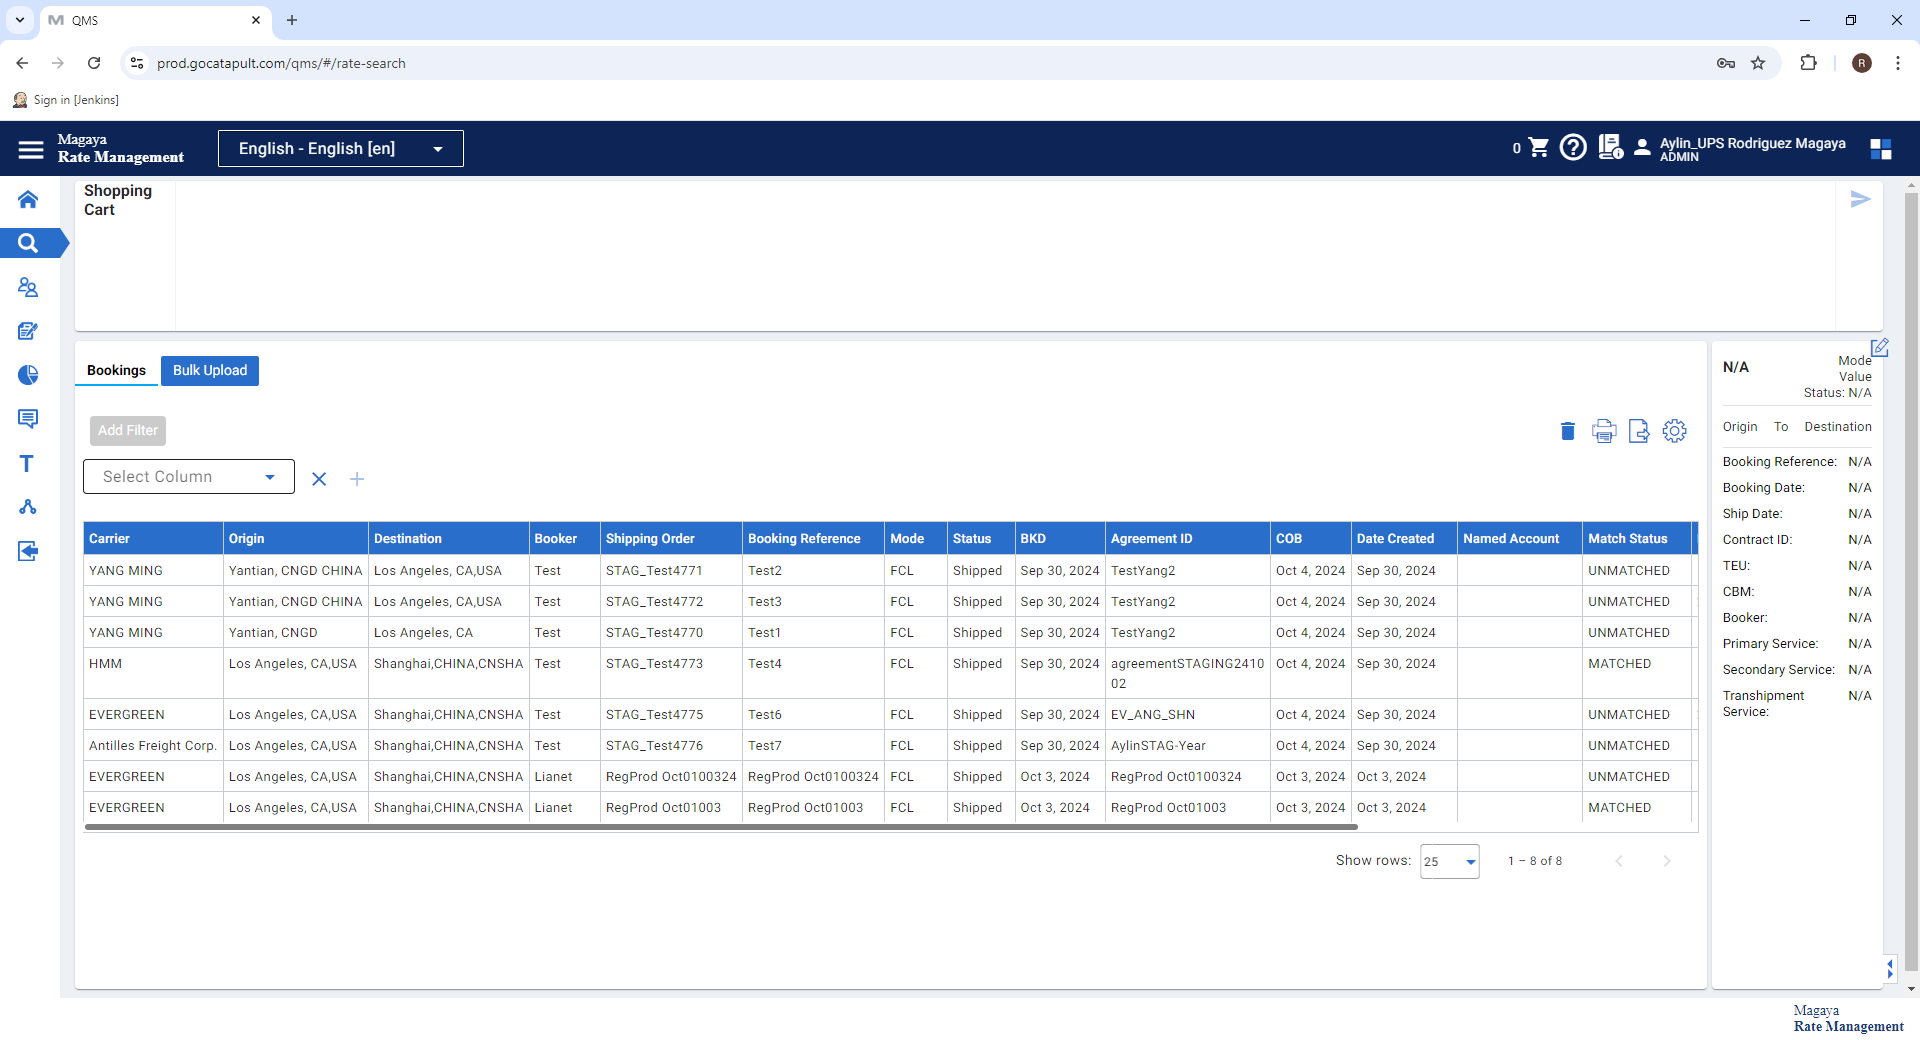 QMS
prod.gocatapult.com/qms/#/rate-search
R
Sign in [Jenkins]
Magaya
Rate Management
English - English [en]
0
Aylin_UPS Rodriguez Magaya
ADMIN
Shopping
Cart
Bookings
Bulk Upload
Add Filter
Select Column
Carrier Origin Destination Booker Shipping Order Booking Reference Mode Status BKD Agreement ID COB Date Created Named Account Match Status
YANG MING Yantian, CNGD CHINA Los Angeles, CA,USA Test STAG_Test4771 Test2 FCL Shipped Sep 30, 2024 TestYang2 Oct 4, 2024 Sep 30, 2024 UNMATCHED
YANG MING Yantian, CNGD CHINA Los Angeles, CA,USA Test STAG_Test4772 Test3 FCL Shipped Sep 30, 2024 TestYang2 Oct 4, 2024 Sep 30, 2024 UNMATCHED
YANG MING Yantian, CNGD Los Angeles, CA Test STAG_Test4770 Test1 FCL Shipped Sep 30, 2024 TestYang2 Oct 4, 2024 Sep 30, 2024 UNMATCHED
HMM Los Angeles, CA,USA Shanghai,CHINA,CNSHA Test STAG_Test4773 Test4 FCL Shipped Sep 30, 2024 agreementSTAGING2410 Oct 4, 2024 Sep 30, 2024 MATCHED
02
EVERGREEN Los Angeles, CA,USA Shanghai,CHINA,CNSHA Test STAG_Test4775 Test6 FCL Shipped Sep 30, 2024 EV_ANG_SHN Oct 4, 2024 Sep 30, 2024 UNMATCHED
Antilles Freight Corp. Los Angeles, CA,USA Shanghai,CHINA,CNSHA Test STAG_Test4776 Test7 FCL Shipped Sep 30, 2024 AylinSTAG-Year Oct 4, 2024 Sep 30, 2024 UNMATCHED
EVERGREEN Los Angeles, CA,USA Shanghai,CHINA,CNSHA Lianet RegProd Oct0100324 RegProd Oct0100324 FCL Shipped Oct 3, 2024 RegProd Oct0100324 Oct 3, 2024 Oct 3, 2024 UNMATCHED
EVERGREEN Los Angeles, CA,USA Shanghai,CHINA,CNSHA Lianet RegProd Oct01003 RegProd Oct01003 FCL Shipped Oct 3, 2024 RegProd Oct01003 Oct 3, 2024 Oct 3, 2024 MATCHED
Show rows: 25 1 – 8 of 8
N/A
Mode
Value
Status: N/A
Origin To Destination
Booking Reference: N/A
Booking Date: N/A
Ship Date: N/A
Contract ID: N/A
TEU: N/A
CBM: N/A
Booker: N/A
Primary Service: N/A
Secondary Service: N/A
Transhipment N/A
Service:
Magaya
Rate Management